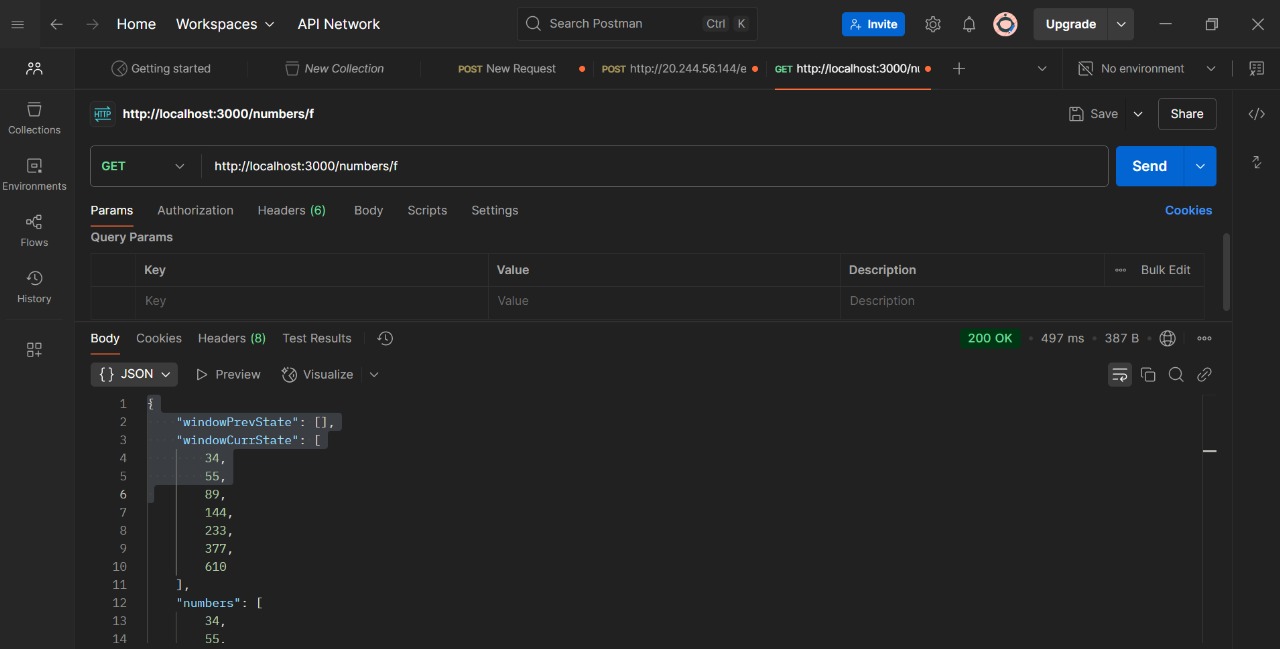 Home Workspaces API Network Search Postman Ctrl K Invite Upgrade
Getting started New Collection POST New Request POST http://20.244.56.144/e GET http://localhost:3000/nu No environment
HTTP http://localhost:3000/numbers/f Save Share
Collections
Environments
Flows
History
GET http://localhost:3000/numbers/f Send
Params Authorization Headers (6) Body Scripts Settings Cookies
Query Params
Key Value Description Bulk Edit
Key Value Description
Body Cookies Headers (8) Test Results 200 OK • 497 ms • 387 B •
{} JSON Preview Visualize
1 {
2 "windowPrevState": [],
3 "windowCurrState": [
4 34,
5 55,
6 89,
7 144,
8 233,
9 377,
10 610
11 ],
12 "numbers": [
13 34,
14 55,